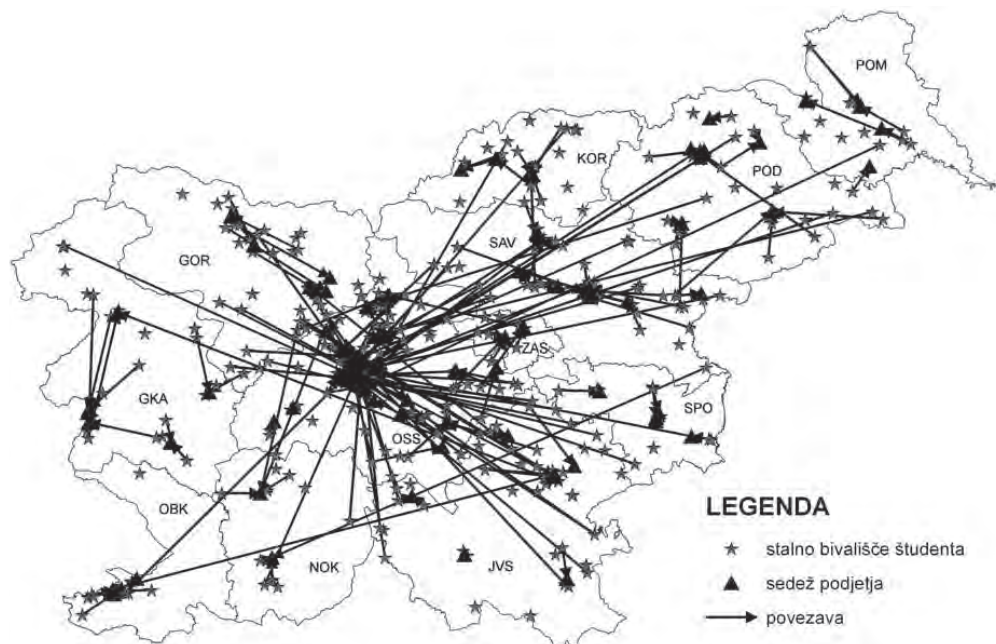 POM
KOR
POD
SAV
GOR
ZAS
GKA
SPO
OSS
OBK
NOK
JVS
LEGENDA
stalno bivališče študenta
sedež podjetja
povezava